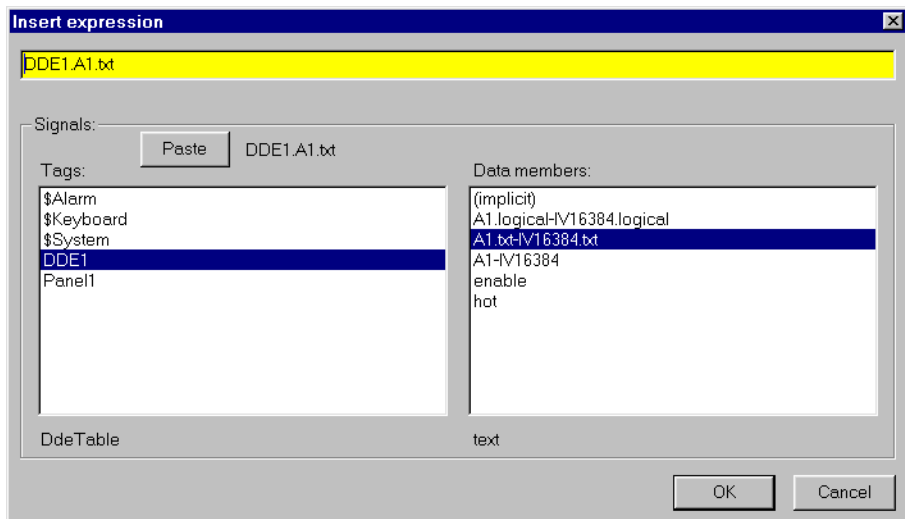 Insert expression
DDE1.A1.txt
Signals:
Paste
DDE1.A1.txt
Tags:
$Alarm
$Keyboard
$System
DDE1
Panel1
DdeTable
Data members:
(implicit)
A1.logical-IV16384.logical
A1.txt-IV16384.txt
A1-IV16384
enable
hot
text
OK
Cancel